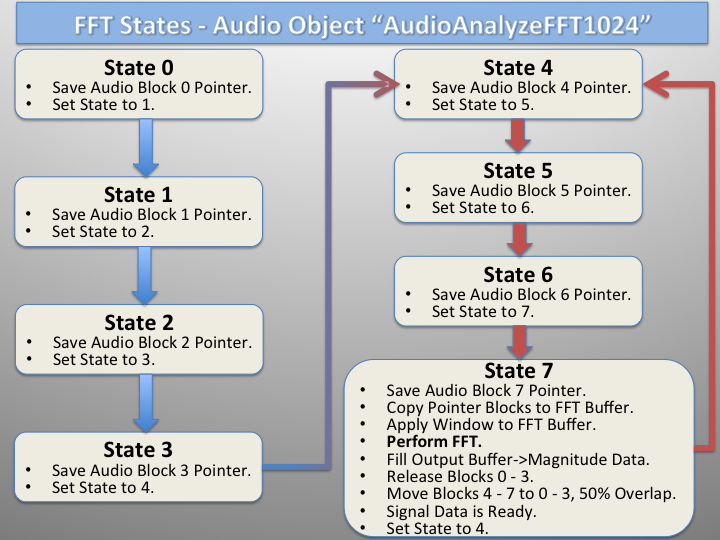 FFT States - Audio Object “AudioAnalyzeFFT1024”
State 0
• Save Audio Block 0 Pointer.
• Set State to 1.
State 1
• Save Audio Block 1 Pointer.
• Set State to 2.
State 2
• Save Audio Block 2 Pointer.
• Set State to 3.
State 3
• Save Audio Block 3 Pointer.
• Set State to 4.
State 4
• Save Audio Block 4 Pointer.
• Set State to 5.
State 5
• Save Audio Block 5 Pointer.
• Set State to 6.
State 6
• Save Audio Block 6 Pointer.
• Set State to 7.
State 7
• Save Audio Block 7 Pointer.
• Copy Pointer Blocks to FFT Buffer.
• Apply Window to FFT Buffer.
• Perform FFT.
• Fill Output Buffer->Magnitude Data.
• Release Blocks 0 - 3.
• Move Blocks 4 - 7 to 0 - 3, 50% Overlap.
• Signal Data is Ready.
• Set State to 4.